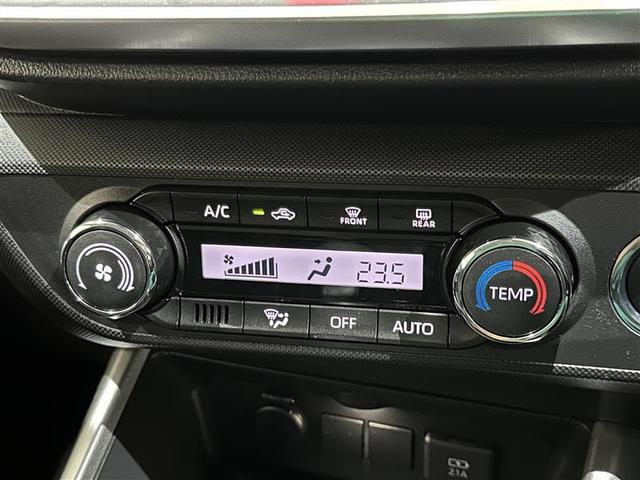 A/C
FRONT
REAR
23.5
TEMP
OFF
AUTO
2.1A